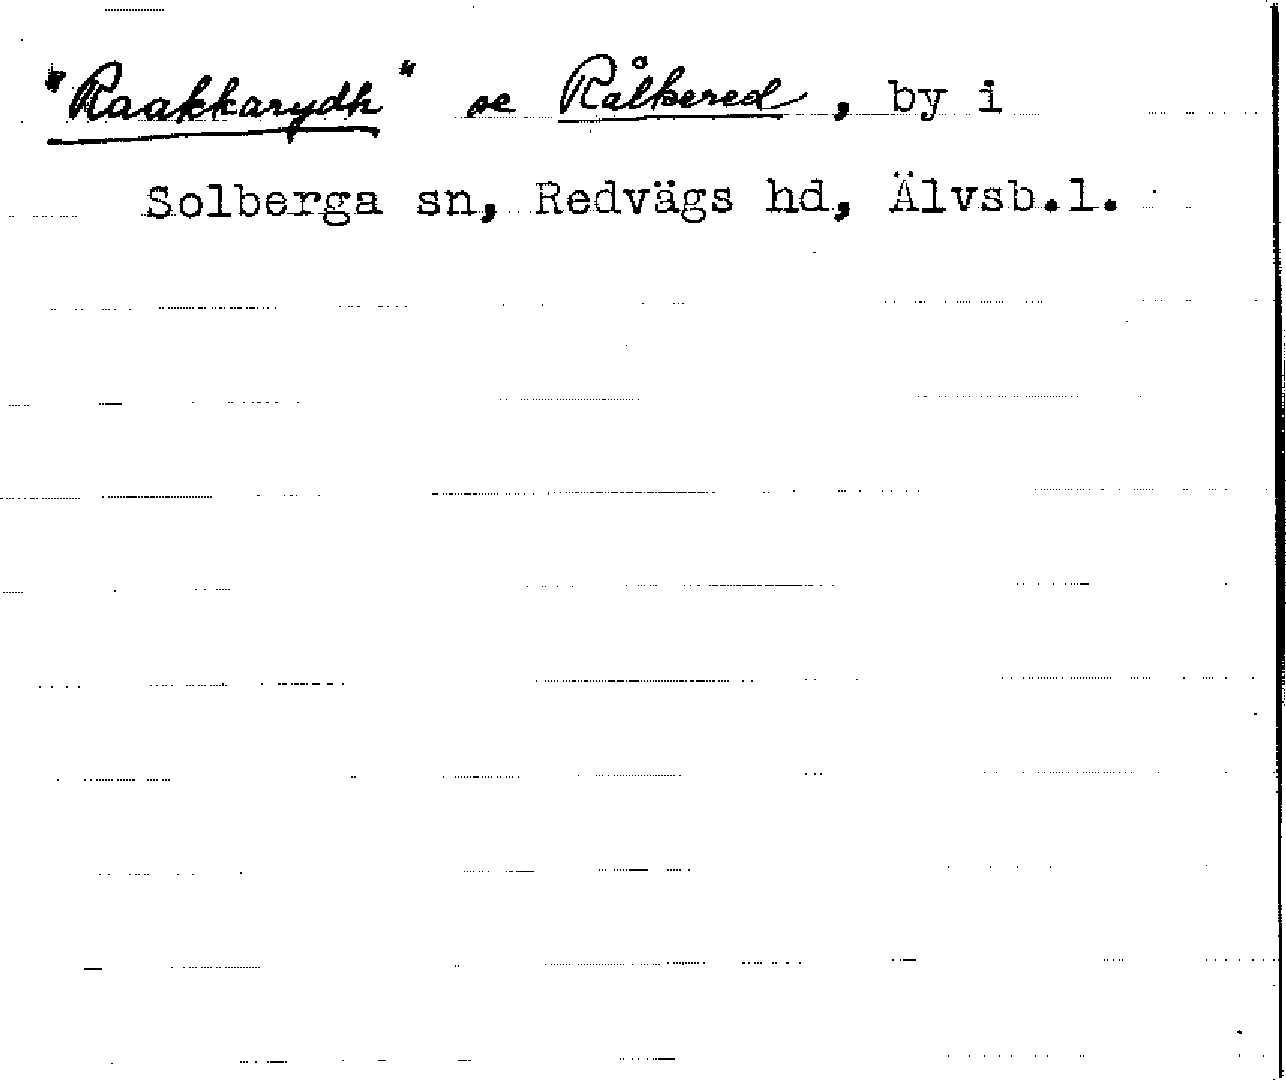 "Raakkarydh" se Råkered, by i
Solberga sn, Redvägs hd, Älvsb.l.